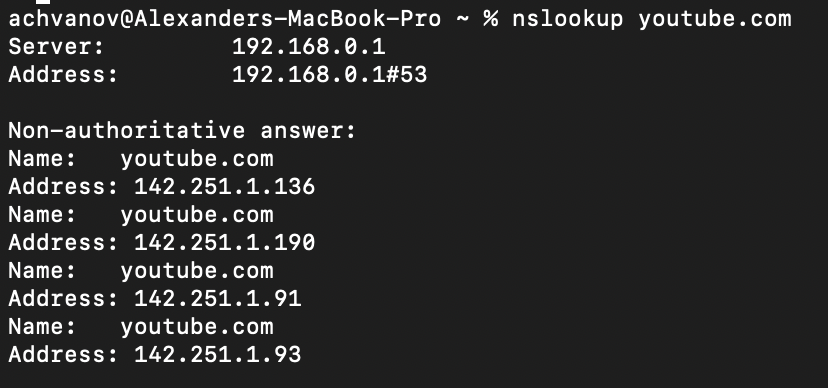 achvanov@Alexanders-MacBook-Pro ~ % nslookup youtube.com
Server:		192.168.0.1
Address:	192.168.0.1#53

Non-authoritative answer:
Name:	youtube.com
Address: 142.251.1.136
Name:	youtube.com
Address: 142.251.1.190
Name:	youtube.com
Address: 142.251.1.91
Name:	youtube.com
Address: 142.251.1.93